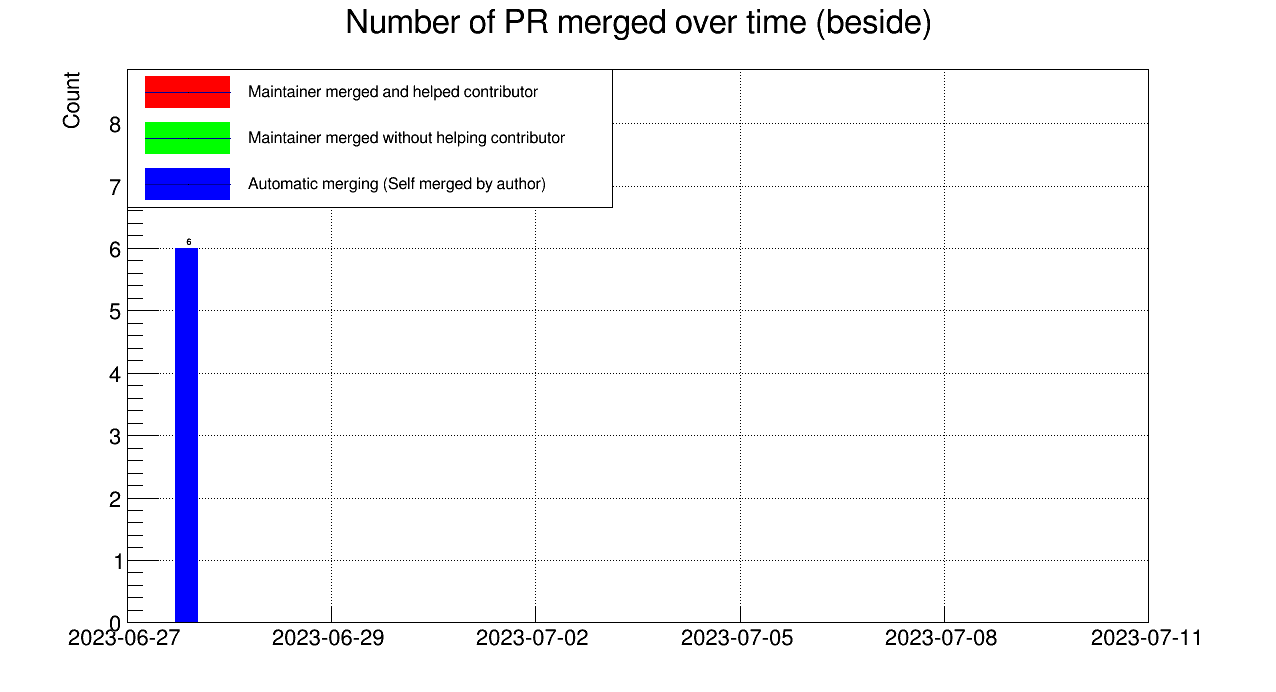 Number of PR merged over time (beside)
Count
Maintainer merged and helped contributor
Maintainer merged without helping contributor
Automatic merging (Self merged by author)
8
7
6
6
5
4
3
2
1
0
2023-06-27 2023-06-29 2023-07-02 2023-07-05 2023-07-08 2023-07-11